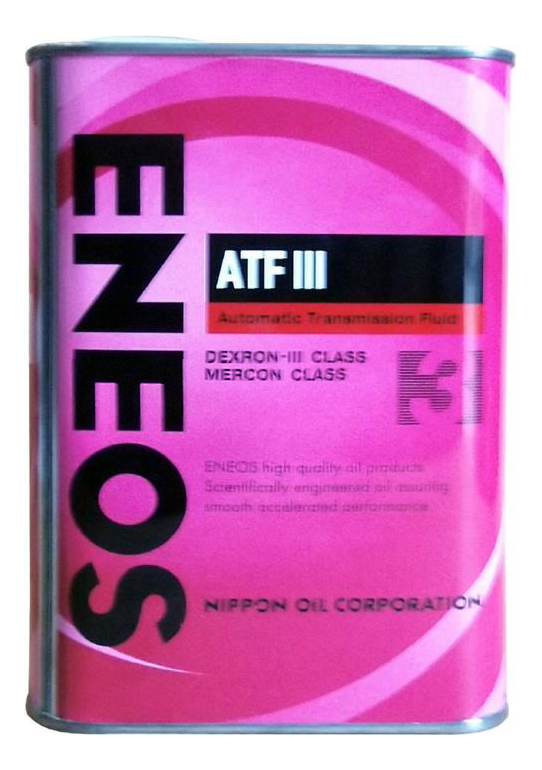 ENEOS
ATF III
Automatic Transmission Fluid
DEXRON-III CLASS
MERCON CLASS
3
ENEOS high quality oil products
Scientifically engineered oil assuring
smooth accelerated performance
NIPPON OIL CORPORATION